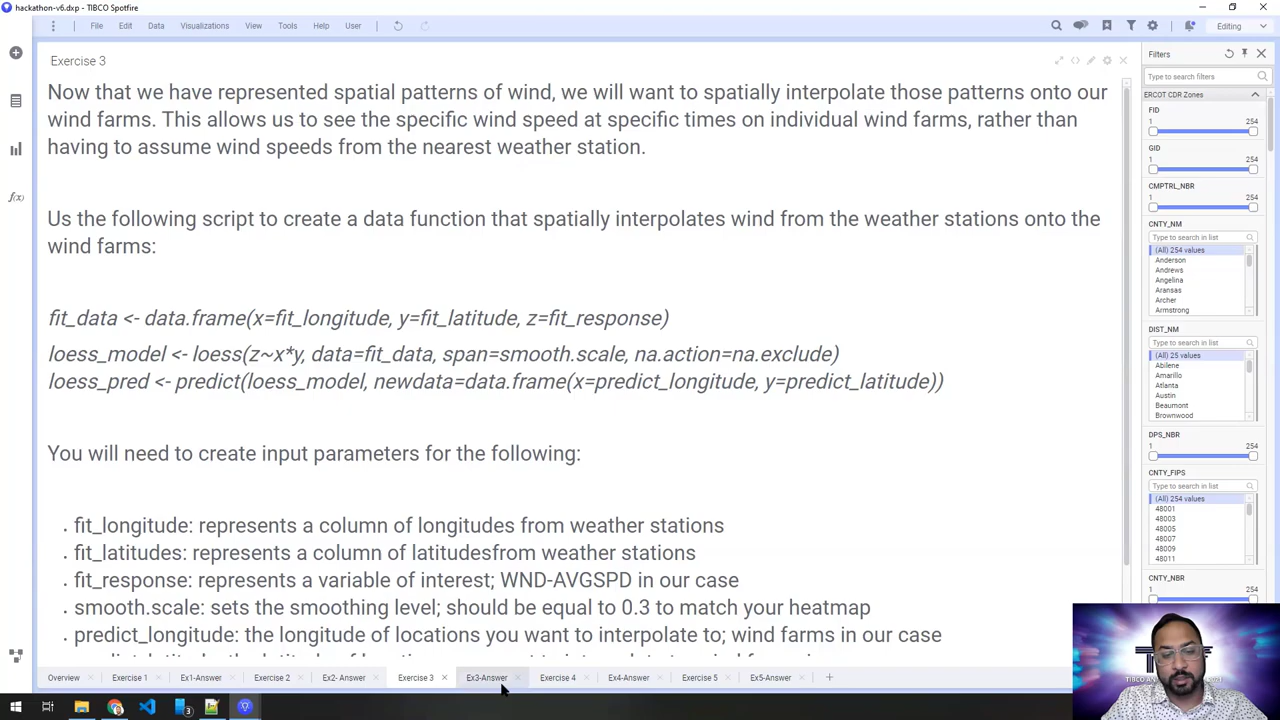 hackathon-v6.dxp - TIBCO Spotfire
File Edit Data Visualizations View Tools Help User
Editing
Exercise 3
Now that we have represented spatial patterns of wind, we will want to spatially interpolate those patterns onto our
wind farms. This allows us to see the specific wind speed at specific times on individual wind farms, rather than
having to assume wind speeds from the nearest weather station.
Us the following script to create a data function that spatially interpolates wind from the weather stations onto the
wind farms:
fit_data <- data.frame(x=fit_longitude, y=fit_latitude, z=fit_response)
loess_model <- loess(z~x*y, data=fit_data, span=smooth.scale, na.action=na.exclude)
loess_pred <- predict(loess_model, newdata=data.frame(x=predict_longitude, y=predict_latitude))
You will need to create input parameters for the following:
. fit_longitude: represents a column of longitudes from weather stations
. fit_latitudes: represents a column of latitudesfrom weather stations
. fit_response: represents a variable of interest; WND-AVGSPD in our case
. smooth.scale: sets the smoothing level; should be equal to 0.3 to match your heatmap
. predict_longitude: the longitude of locations you want to interpolate to; wind farms in our case
f(x)
Overview Exercise 1 Ex1-Answer Exercise 2 Ex2- Answer Exercise 3 Ex3-Answer Exercise 4 Ex4-Answer Exercise 5 Ex5-Answer
Filters
Type to search filters
ERCOT CDR Zones
FID
1 254
GID
1 254
CMPTRL_NBR
1 254
CNTY_NM
Type to search in list
(All) 254 values
Anderson
Andrews
Angelina
Aransas
Archer
Armstrong
DIST_NM
Type to search in list
(All) 25 values
Abilene
Amarillo
Atlanta
Austin
Beaumont
Brownwood
DPS_NBR
1 254
CNTY_FIPS
Type to search in list
(All) 254 values
48001
48003
48005
48007
48009
48011
CNTY_NBR